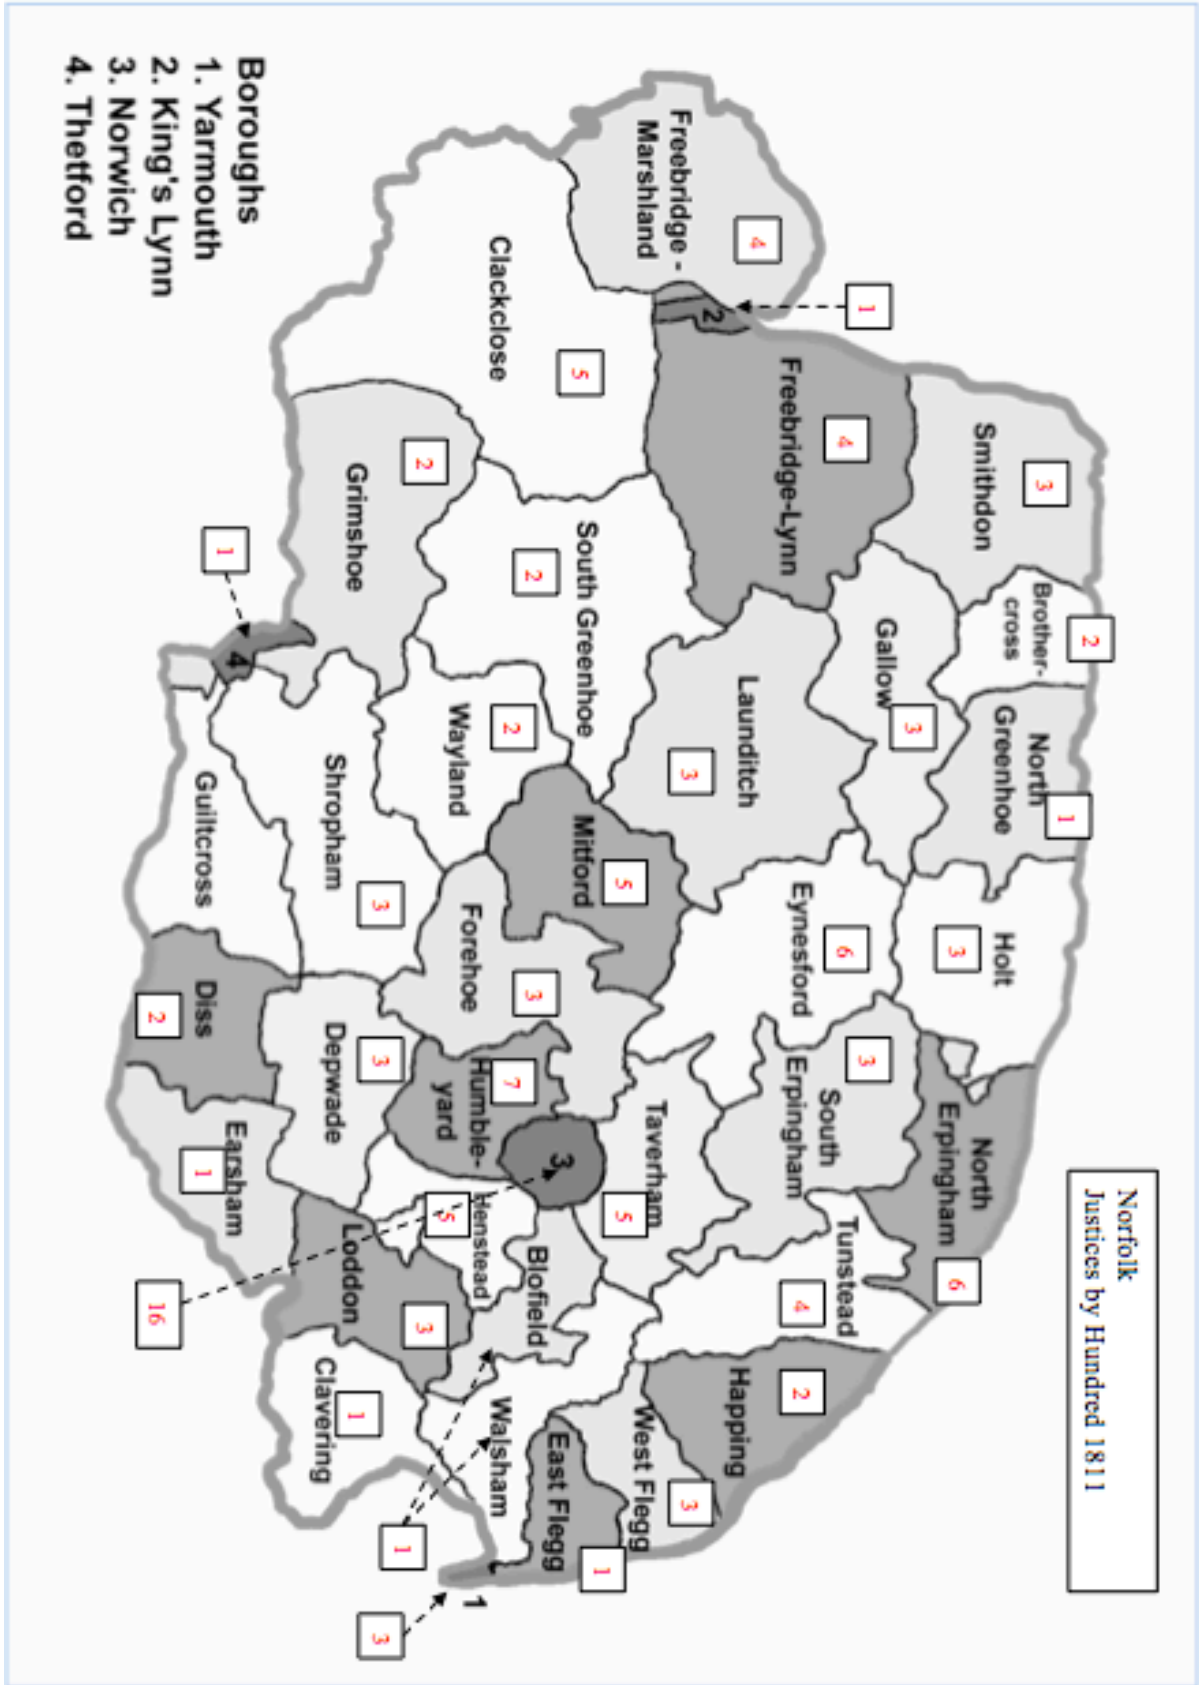 Norfolk
Justices by Hundred 1811
Smithdon
3
Brother-
cross
2
North
Greenhoe
1
Holt
3
North
Erpingham
6
Gallow
3
Freebridge -
Marshland
4
1
2
Freebridge-Lynn
4
Launditch
3
Eynesford
6
South
Erpingham
3
Tunstead
4
Happing
2
Taverham
5
West Flegg
3
East Flegg
1
Clackclose
5
South Greenhoe
2
Mitford
5
Forehoe
3
Humble-
yard
7
3
Henstead
5
Blofield
Walsham
1
1
3
Grimshoe
2
Wayland
2
Shropham
3
Depwade
3
Loddon
3
Clavering
1
1
4
Guiltcross
Diss
2
Earsham
1
16
Boroughs
1. Yarmouth
2. King's Lynn
3. Norwich
4. Thetford